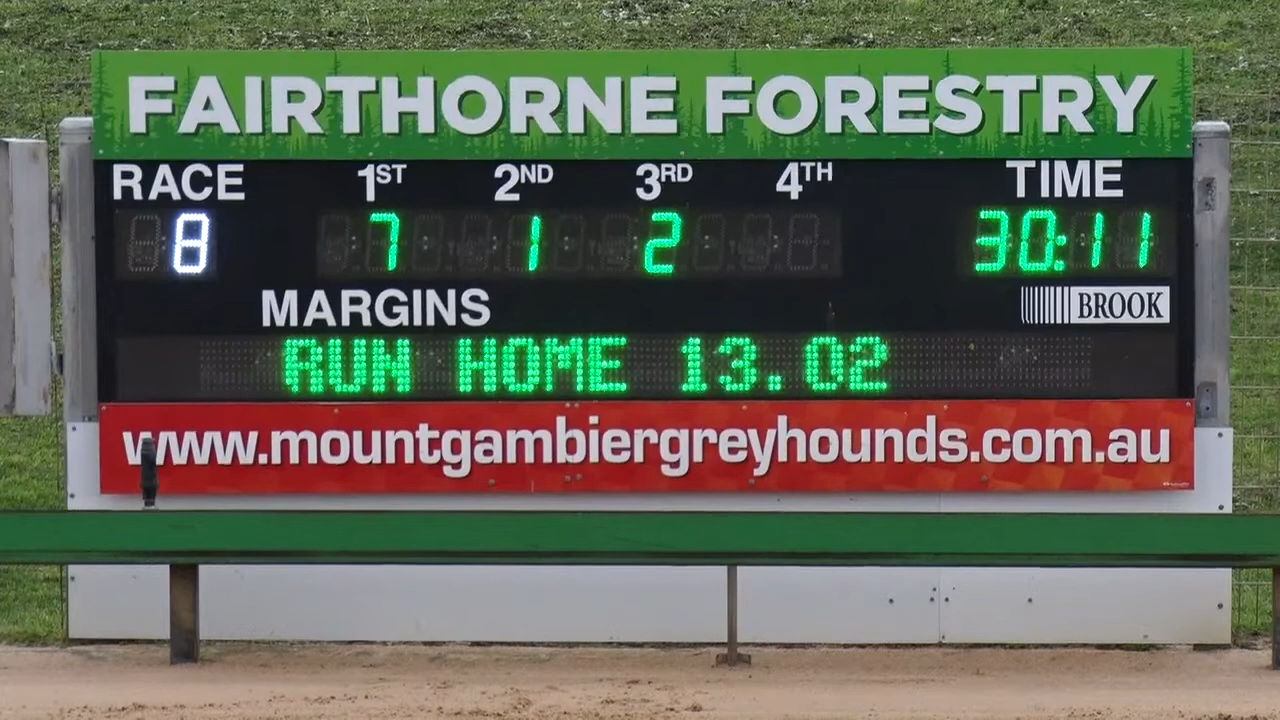 FAIRTHORNE FORESTRY
RACE 1ST 2ND 3RD 4TH TIME
8 7 1 2 30:11
MARGINS BROOK
RUN HOME 13.02
www.mountgambiergreyhounds.com.au